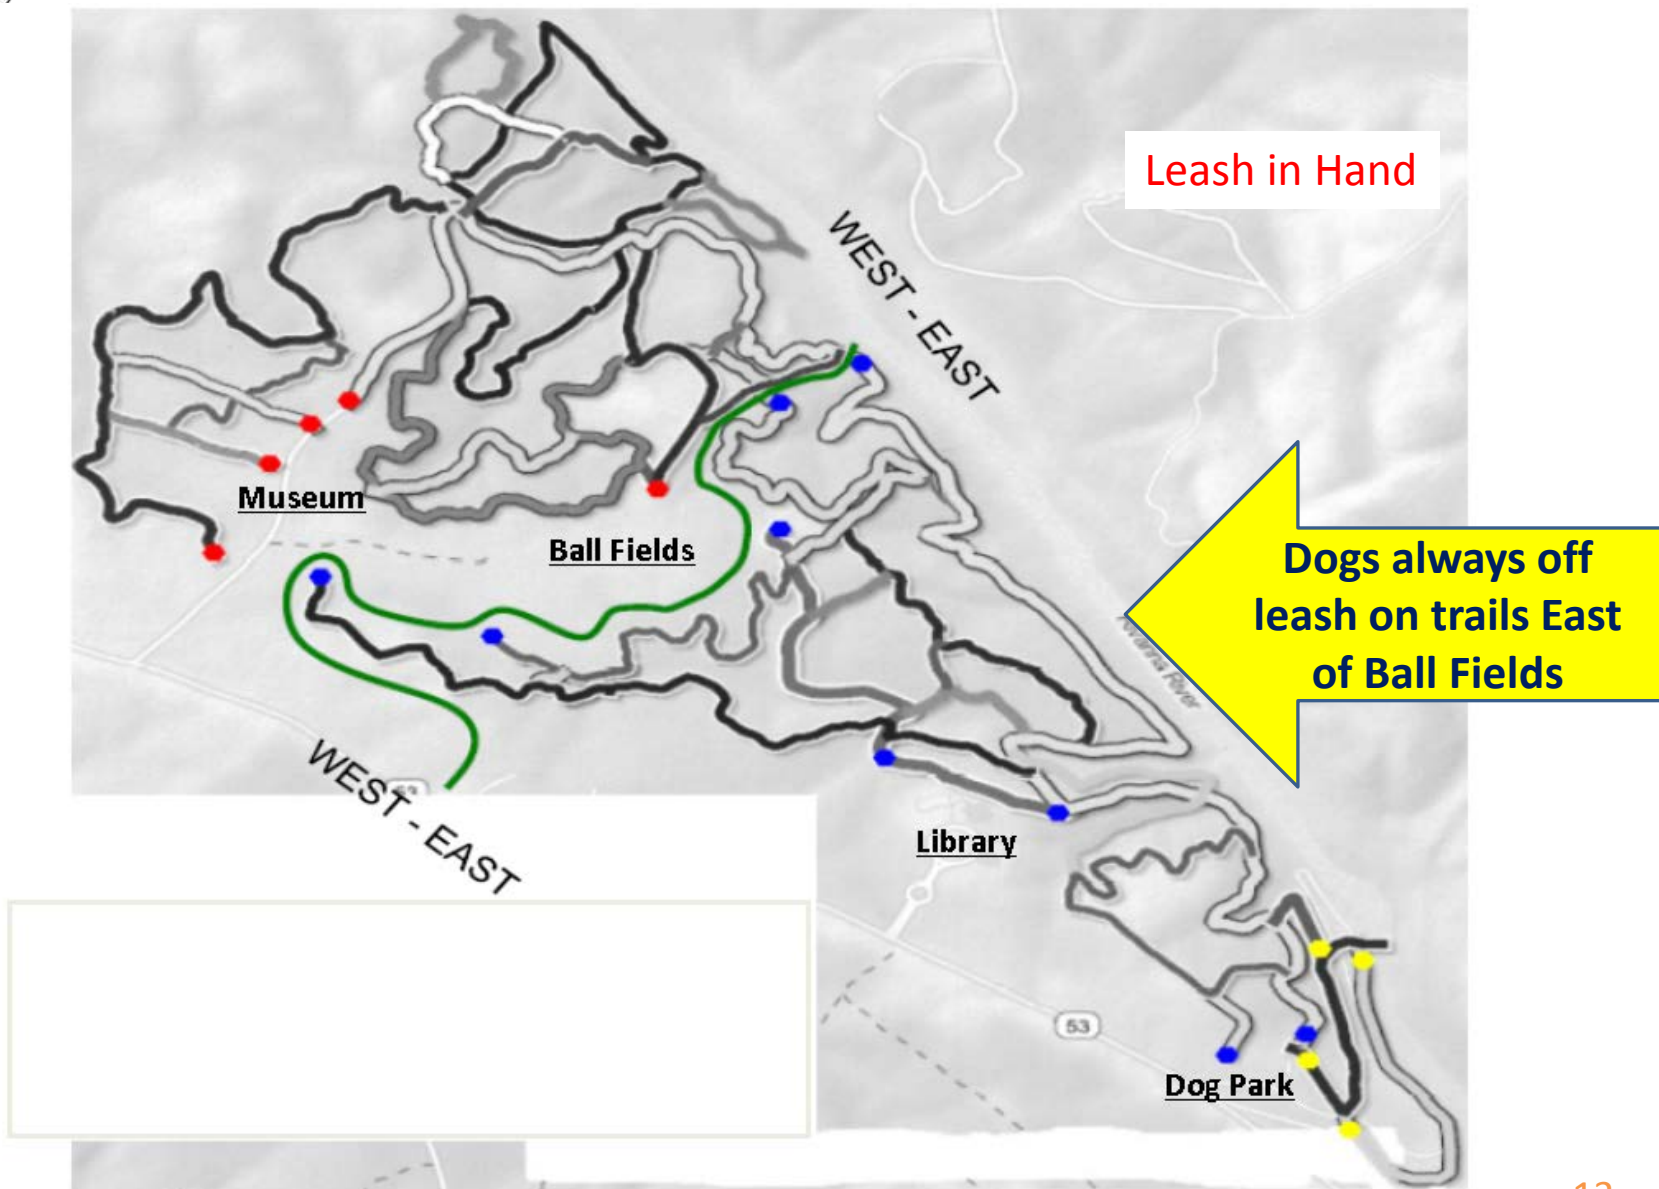 Leash in Hand
WEST - EAST
Museum
Ball Fields
Dogs always off
leash on trails East
of Ball Fields
River
WEST - EAST
Library
53
Dog Park